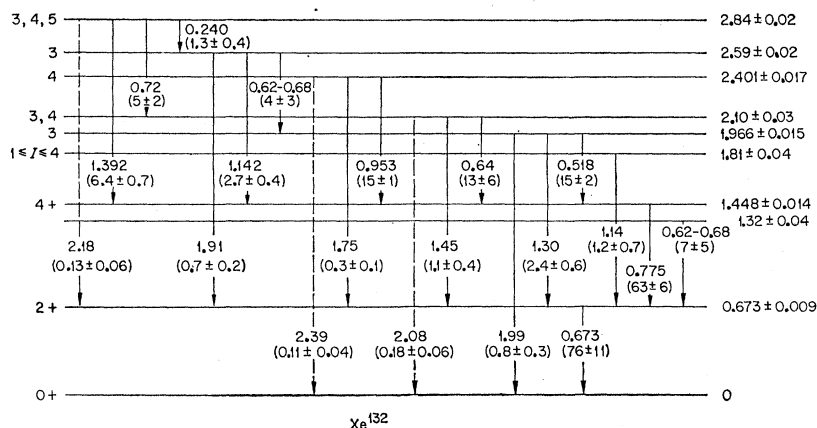 3, 4, 5 2.84 ± 0.02
0.240
(1.3 ± 0.4)
3 2.59 ± 0.02
4 2.401 ± 0.017
0.72 0.62-0.68
(5 ± 2) (4 ± 3)
3, 4 2.10 ± 0.03
3 1.966 ± 0.015
1 ≤ I ≤ 4 1.81 ± 0.04
1.392 1.142 0.953 0.64 0.518
(6.4 ± 0.7) (2.7 ± 0.4) (15 ± 1) (13 ± 6) (15 ± 2)
4 + 1.448 ± 0.014
1.32 ± 0.04
2.18 1.91 1.75 1.45 1.30 1.14 0.62-0.68
(0.13 ± 0.06) (0.7 ± 0.2) (0.3 ± 0.1) (1.1 ± 0.4) (2.4 ± 0.6) (1.2 ± 0.7) (7 ± 5)
0.775
(63 ± 6)
2 + 0.673 ± 0.009
2.39 2.08 1.99 0.673
(0.11 ± 0.04) (0.18 ± 0.06) (0.8 ± 0.3) (76 ± 11)
0 + 0
Xe132